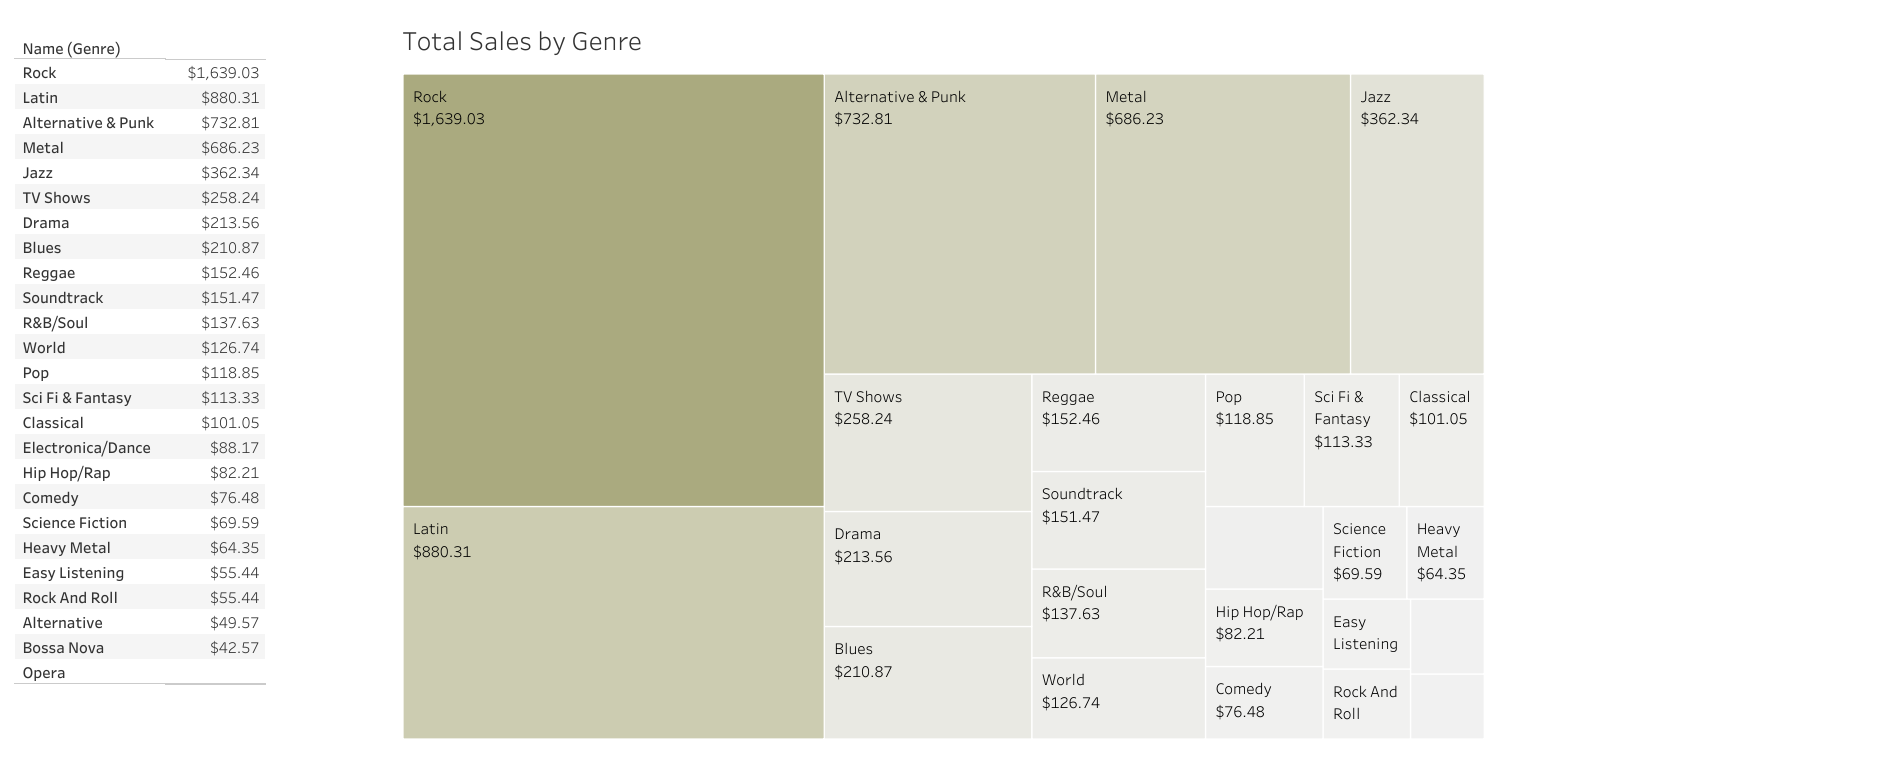 Name (Genre)
Rock $1,639.03
Latin $880.31
Alternative & Punk $732.81
Metal $686.23
Jazz $362.34
TV Shows $258.24
Drama $213.56
Blues $210.87
Reggae $152.46
Soundtrack $151.47
R&B/Soul $137.63
World $126.74
Pop $118.85
Sci Fi & Fantasy $113.33
Classical $101.05
Electronica/Dance $88.17
Hip Hop/Rap $82.21
Comedy $76.48
Science Fiction $69.59
Heavy Metal $64.35
Easy Listening $55.44
Rock And Roll $55.44
Alternative $49.57
Bossa Nova $42.57
Opera
Total Sales by Genre
Rock
$1,639.03
Latin
$880.31
Alternative & Punk
$732.81
Metal
$686.23
Jazz
$362.34
TV Shows
$258.24
Drama
$213.56
Blues
$210.87
Reggae
$152.46
Soundtrack
$151.47
R&B/Soul
$137.63
World
$126.74
Pop
$118.85
Sci Fi &
Fantasy
$113.33
Classical
$101.05
Hip Hop/Rap
$82.21
Comedy
$76.48
Science
Fiction
$69.59
Heavy
Metal
$64.35
Easy
Listening
Rock And
Roll